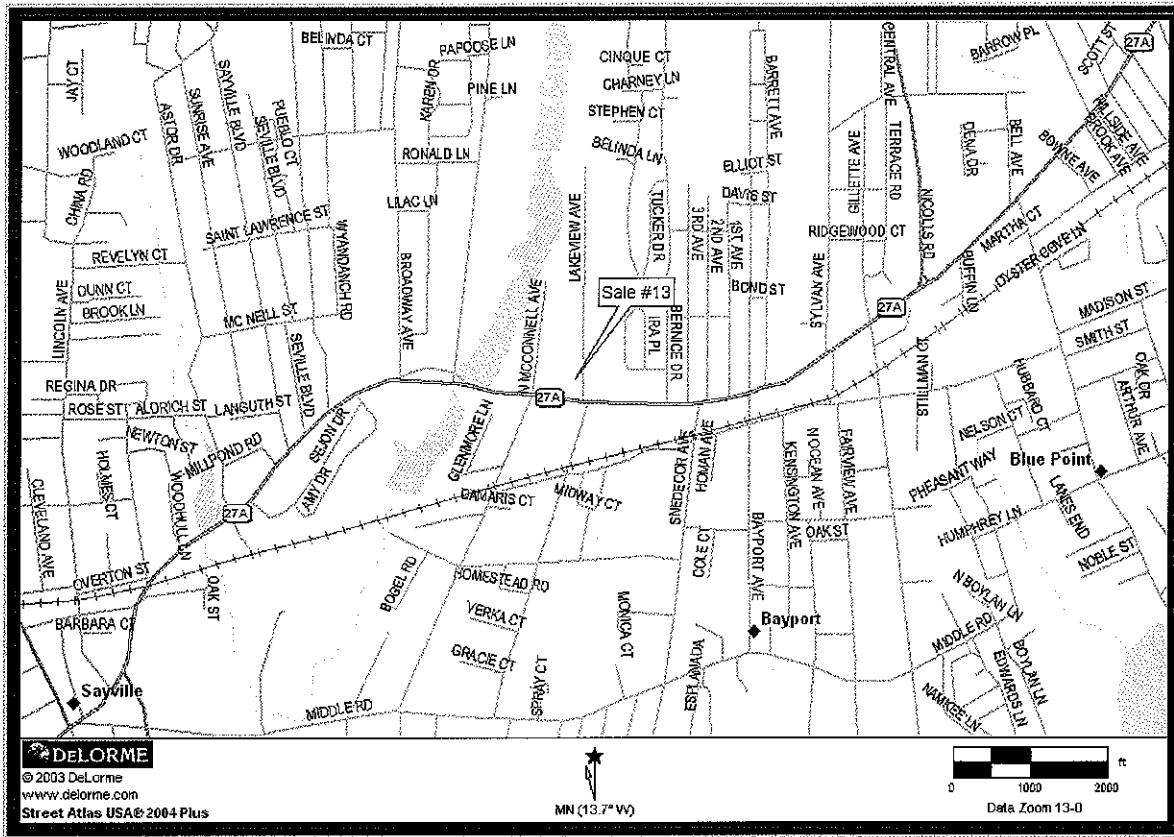 BELINDA CT
PAPOOSE LN
CINQUE CT
BARROW PL
SCOTT ST
27A
JAY CT
SAYVILLE BLVD
KAREN DR
PINE LN
CHARNEY LN
BARRETT AVE
CENTRAL AVE
SUNRISE AVE
PUEBLO CT
STEPHEN CT
HILLSIDE AVE
BROOK AVE
WOODLAND CT
ASTOR DR
SEVILLE BLVD
RONALD LN
BELINDA LN
ELLIOT ST
GILLETTE AVE
TERRACE RD
DENA DR
BELL AVE
BOWNE AVE
CHINA RD
LILAC LN
LAKEVIEW AVE
TUCKER DR
DAVIS ST
3RD AVE
2ND AVE
1ST AVE
SAINT LAWRENCE ST
WYANDANCH RD
RIDGEWOOD CT
NICOLLS RD
MARTHA CT
REVELYN CT
BROADWAY AVE
PUFFIN LN
OYSTER COVE LN
DUNN CT
Sale #13
BOND ST
BROOK LN
MC NEILL ST
N MCCONNELL AVE
IRA PL
BERNICE DR
SYLVAN AVE
27A
MADISON ST
LINCOLN AVE
SMITH ST
SEVILLE BLVD
NANTULLS CT
REGINA DR
27A
HUBBARD CT
OAK DR
ARTHUR AVE
ROSE ST
ALDRICH ST
LANSUTH ST
SEJON DR
GLENMORE LN
NELSON CT
NEWTON ST
MILLPOND RD
SNEDECOR AVE
HOMAN AVE
N OCEAN AVE
FAIRVIEW AVE
KENSINGTON AVE
PHEASANT WAY
Blue Point
CLEVELAND AVE
HOLMES CT
WOODHULL LN
AMY DR
DAMARIS CT
MIDWAY CT
LANES END
27A
HUMPHREY LN
COLE CT
BAYPORT AVE
OAK ST
NOBLE ST
OVERTON ST
OAK ST
BOGEL RD
HOMESTEAD RD
N BOYLAN LN
BARBARA CT
VERKA CT
MONICA CT
Bayport
MIDDLE RD
GRACIE CT
BOYLAN LN
EDWARDS LN
Sayville
SPRAY CT
ESPLANADA
NAMKEE LN
MIDDLE RD
DELORME
© 2003 DeLorme
www.delorme.com
Street Atlas USA® 2004 Plus
MN (13.7° W)
ft
0 1000 2000
Data Zoom 13-0